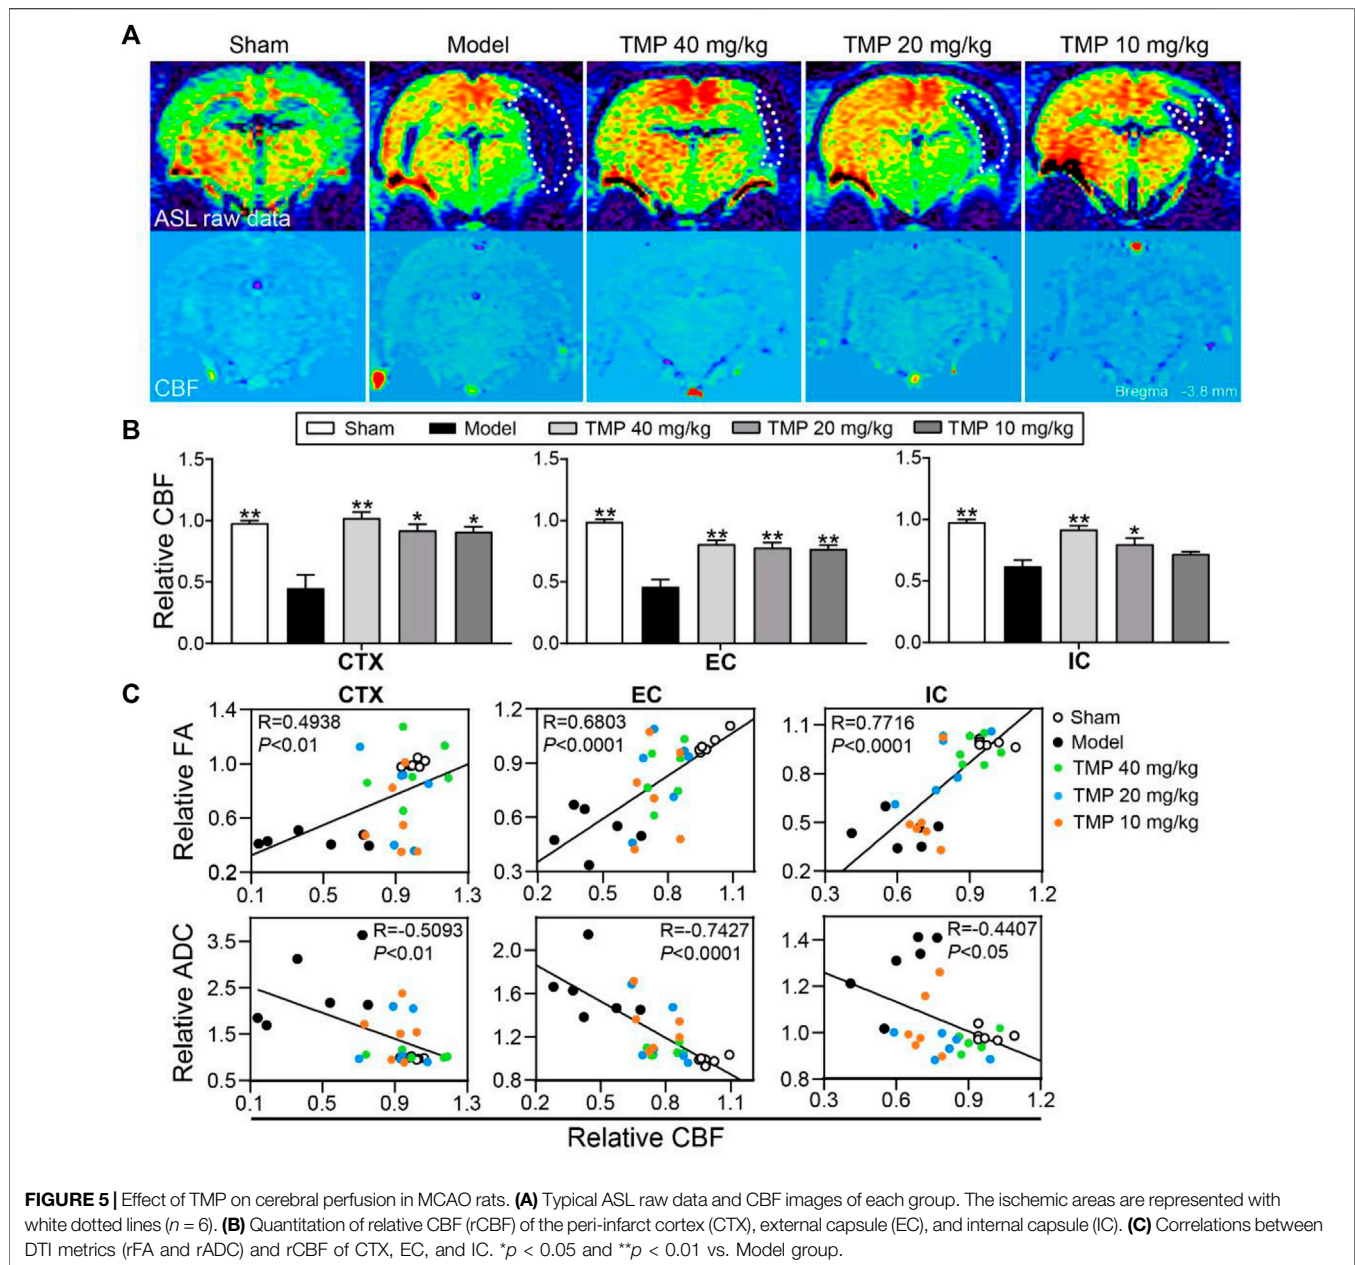 A
Sham Model TMP 40 mg/kg TMP 20 mg/kg TMP 10 mg/kg
ASL raw data
CBF
Bregma -3.8 mm
B
Sham Model TMP 40 mg/kg TMP 20 mg/kg TMP 10 mg/kg
Relative CBF
1.5
1.0
0.5
0.0
** ** * *
CTX
1.5
1.0
0.5
0.0
** ** ** **
EC
1.5
1.0
0.5
0.0
** ** *
IC
C
CTX EC IC
Relative FA
1.4
1.0
0.6
0.2
R=0.4938
P<0.01
0.1 0.5 0.9 1.3
1.2
0.9
0.6
0.3
R=0.6803
P<0.0001
0.2 0.5 0.8 1.1
1.1
0.8
0.5
0.2
R=0.7716
P<0.0001
0.3 0.6 0.9 1.2
Sham
Model
TMP 40 mg/kg
TMP 20 mg/kg
TMP 10 mg/kg
Relative ADC
3.5
2.5
1.5
0.5
R=-0.5093
P<0.01
0.1 0.5 0.9 1.3
2.0
1.6
1.2
0.8
R=-0.7427
P<0.0001
0.2 0.5 0.8 1.1
1.4
1.2
1.0
0.8
R=-0.4407
P<0.05
0.3 0.6 0.9 1.2
Relative CBF
FIGURE 5 | Effect of TMP on cerebral perfusion in MCAO rats. (A) Typical ASL raw data and CBF images of each group. The ischemic areas are represented with
white dotted lines (n = 6). (B) Quantitation of relative CBF (rCBF) of the peri-infarct cortex (CTX), external capsule (EC), and internal capsule (IC). (C) Correlations between
DTI metrics (rFA and rADC) and rCBF of CTX, EC, and IC. *p < 0.05 and **p < 0.01 vs. Model group.